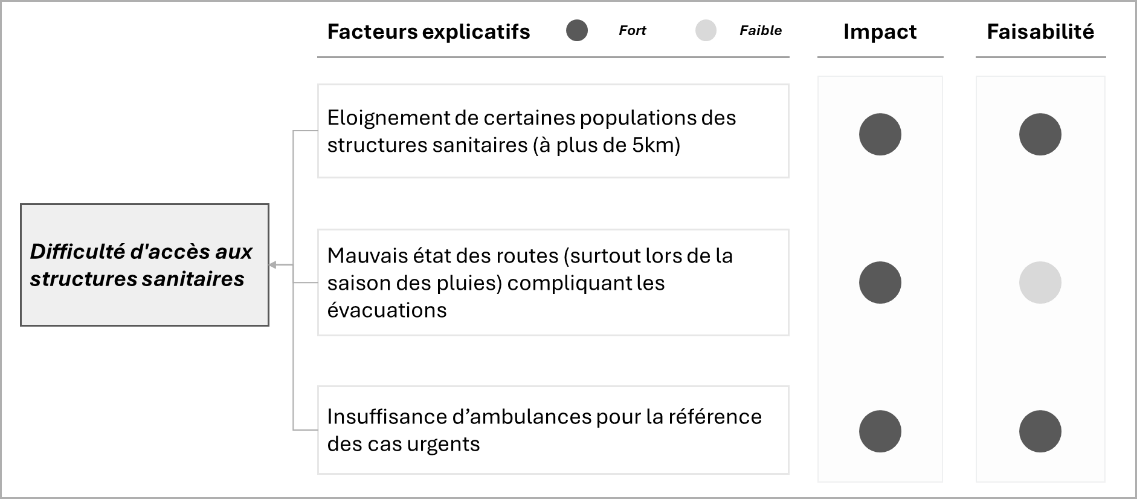 Facteurs explicatifs
Fort
Faible
Impact
Faisabilité
Eloignement de certaines populations des
structures sanitaires (à plus de 5km)
Difficulté d'accès aux
structures sanitaires
Mauvais état des routes (surtout lors de la
saison des pluies) compliquant les
évacuations
Insuffisance d’ambulances pour la référence
des cas urgents